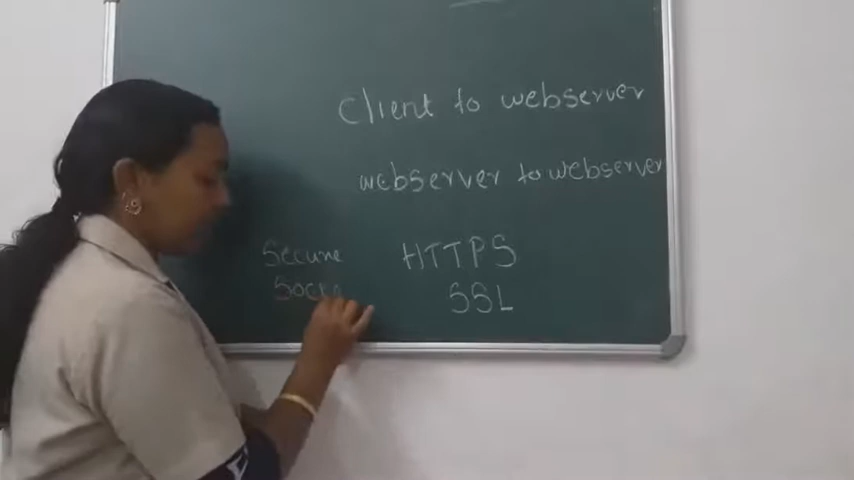 client to webserver
webserver to webserver
Secure HTTPS
SSL